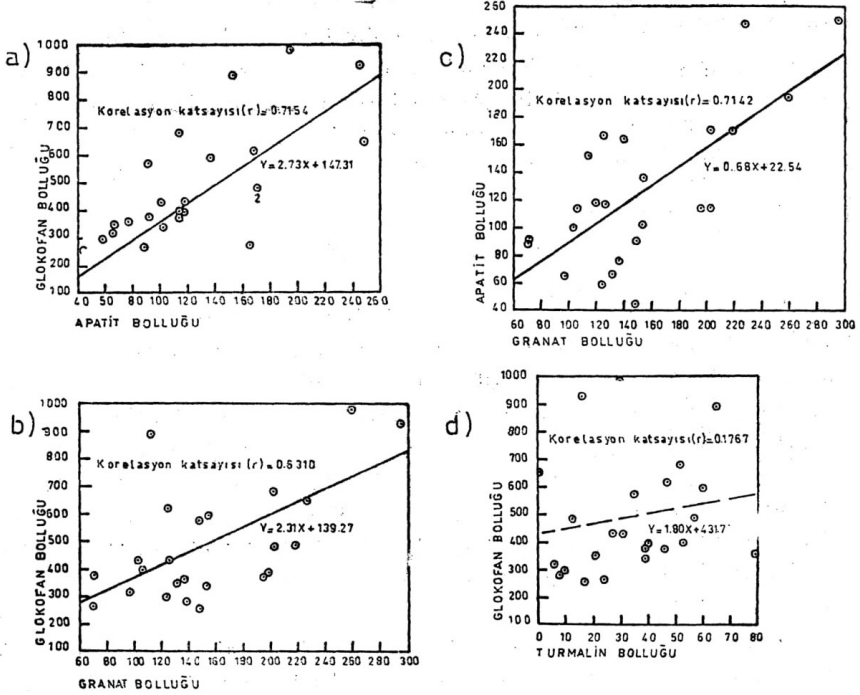 a)
GLOKOFAN BOLLUĞU
1000
900
800
700
600
500
400
300
200
100
Korelasyon katsayısı(r)=0.7154
Y=2.73X+147.31
2
40 60 80 100 120 140 160 180 200 220 240 260
APATİT BOLLUĞU
c)
APATİT BOLLUĞU
260
240
220
200
180
160
140
120
100
80
60
40
Korelasyon katsayısı(r)=0.7142
Y=0.68X+22.54
60 80 100 120 140 160 180 200 220 240 260 280 300
GRANAT BOLLUĞU
b)
GLOKOFAN BOLLUĞU
1000
900
800
700
600
500
400
300
200
100
Korelasyon katsayısı (r)=0.6310
Y=2.31X+139.27
60 80 100 120 140 160 180 200 220 240 260 280 300
GRANAT BOLLUĞU
d)
GLOKOFAN BOLLUĞU
1000
900
800
700
600
500
400
300
200
100
Korelasyon katsayısı(r)=0.1767
Y=1.80X+431.7
0 10 20 30 40 50 60 70 80
TURMALİN BOLLUĞU